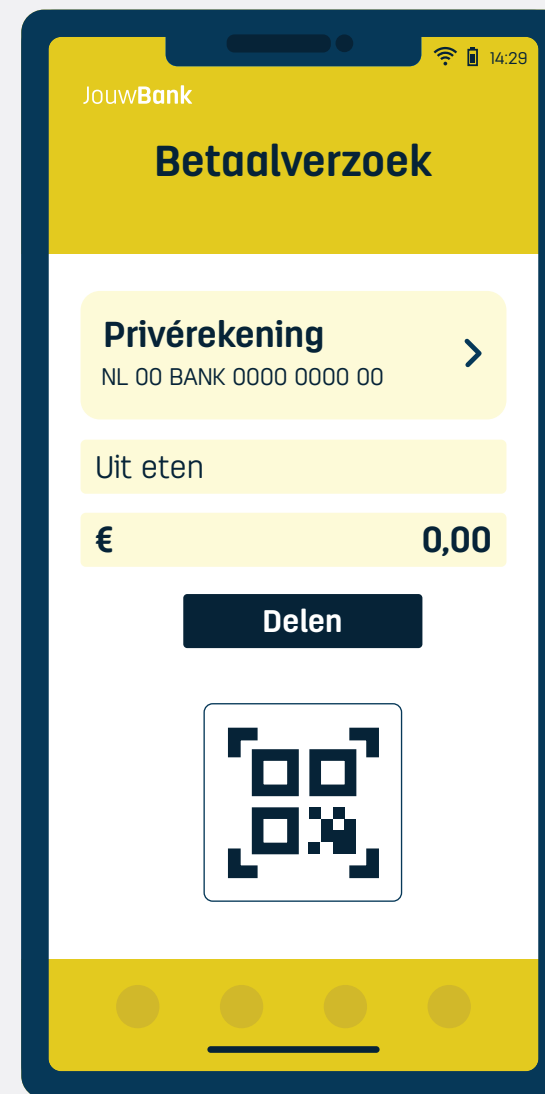 14:29
JouwBank
Betaalverzoek
Privérekening
NL 00 BANK 0000 0000 00
Uit eten
€ 0,00
Delen